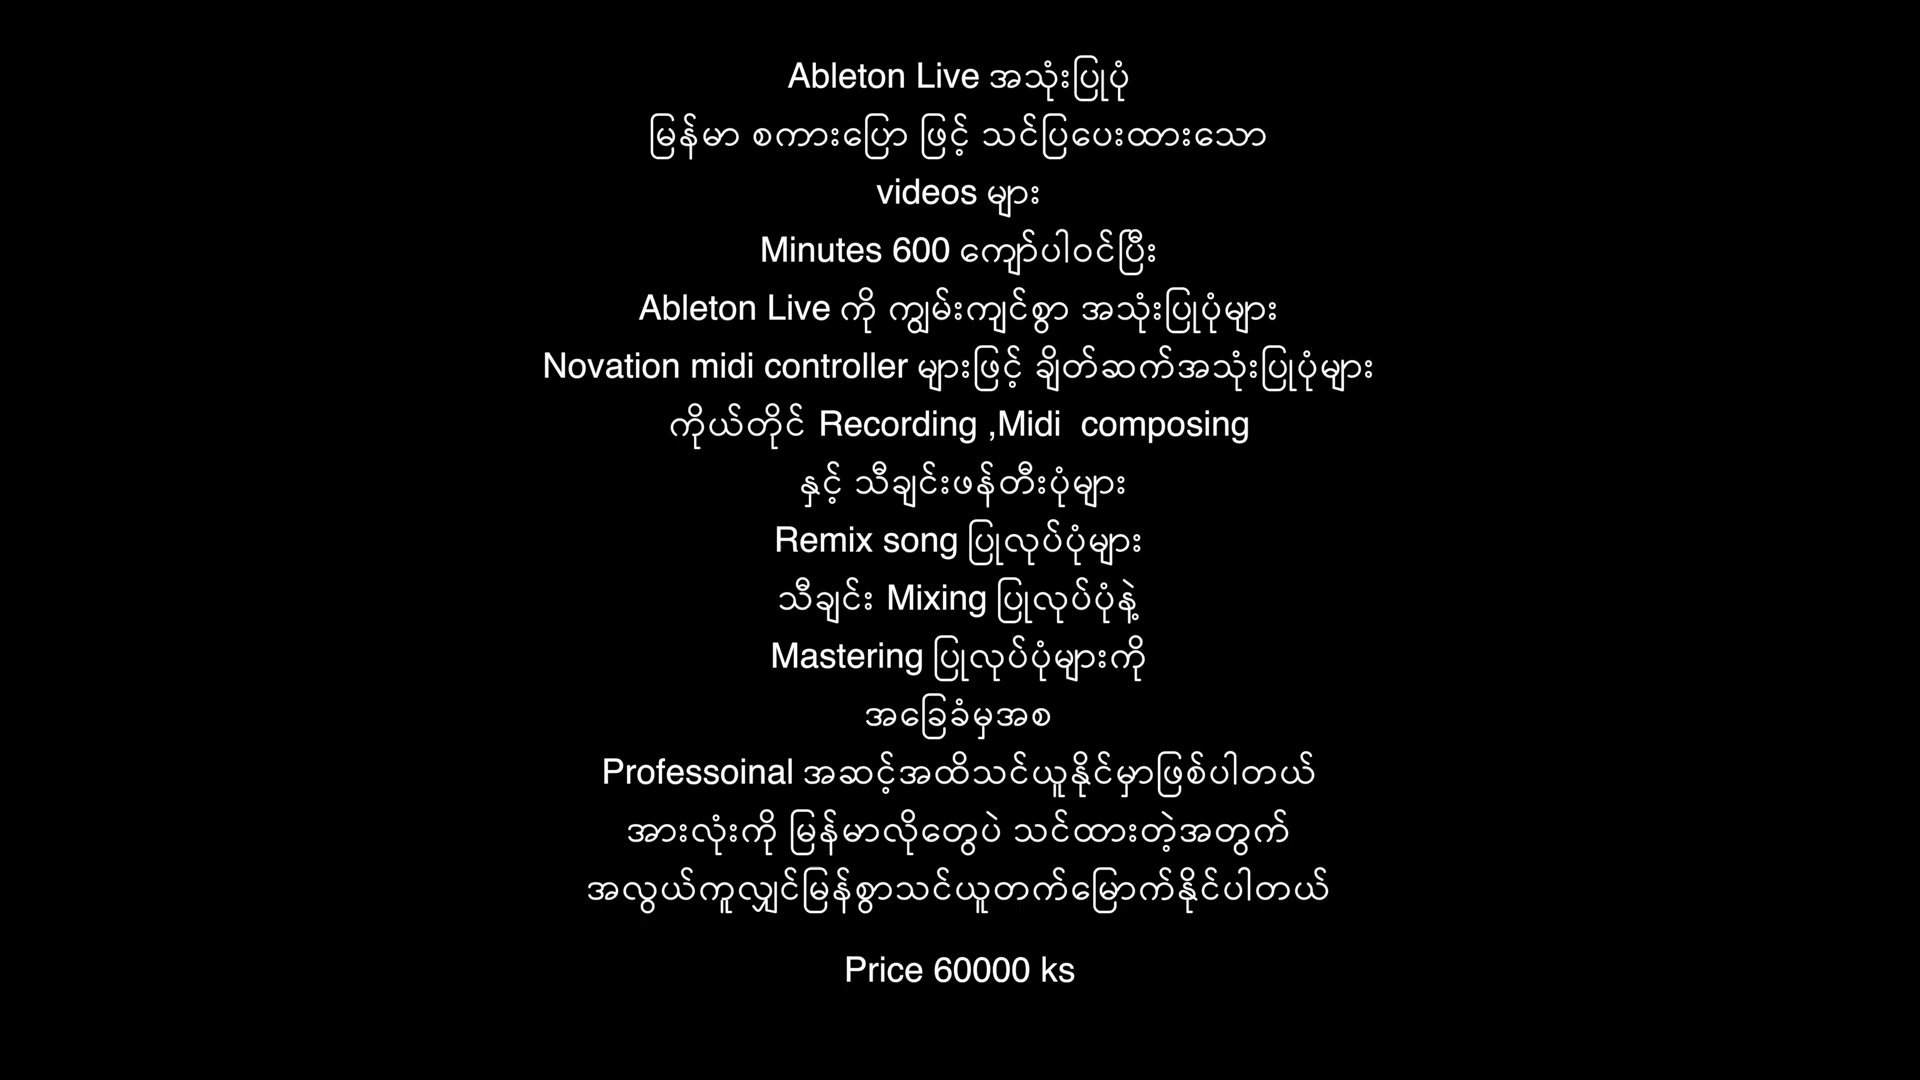 Ableton Live အသုံးပြုပုံ
မြန်မာ စကားပြော ဖြင့် သင်ပြပေးထားသော
videos များ
Minutes 600 ကျော်ပါဝင်ပြီး
Ableton Live ကို ကျွမ်းကျင်စွာ အသုံးပြုပုံများ
Novation midi controller များဖြင့် ချိတ်ဆက်အသုံးပြုပုံများ
ကိုယ်တိုင် Recording ,Midi  composing
နှင့် သီချင်းဖန်တီးပုံများ
Remix song ပြုလုပ်ပုံများ
သီချင်း Mixing ပြုလုပ်ပုံနဲ့
Mastering ပြုလုပ်ပုံများကို
အခြေခံမှအစ
Professoinal အဆင့်အထိသင်ယူနိုင်မှာဖြစ်ပါတယ်
အားလုံးကို မြန်မာလိုတွေပဲ သင်ထားတဲ့အတွက်
အလွယ်ကူလျှင်မြန်စွာသင်ယူတက်မြောက်နိုင်ပါတယ်
Price 60000 ks